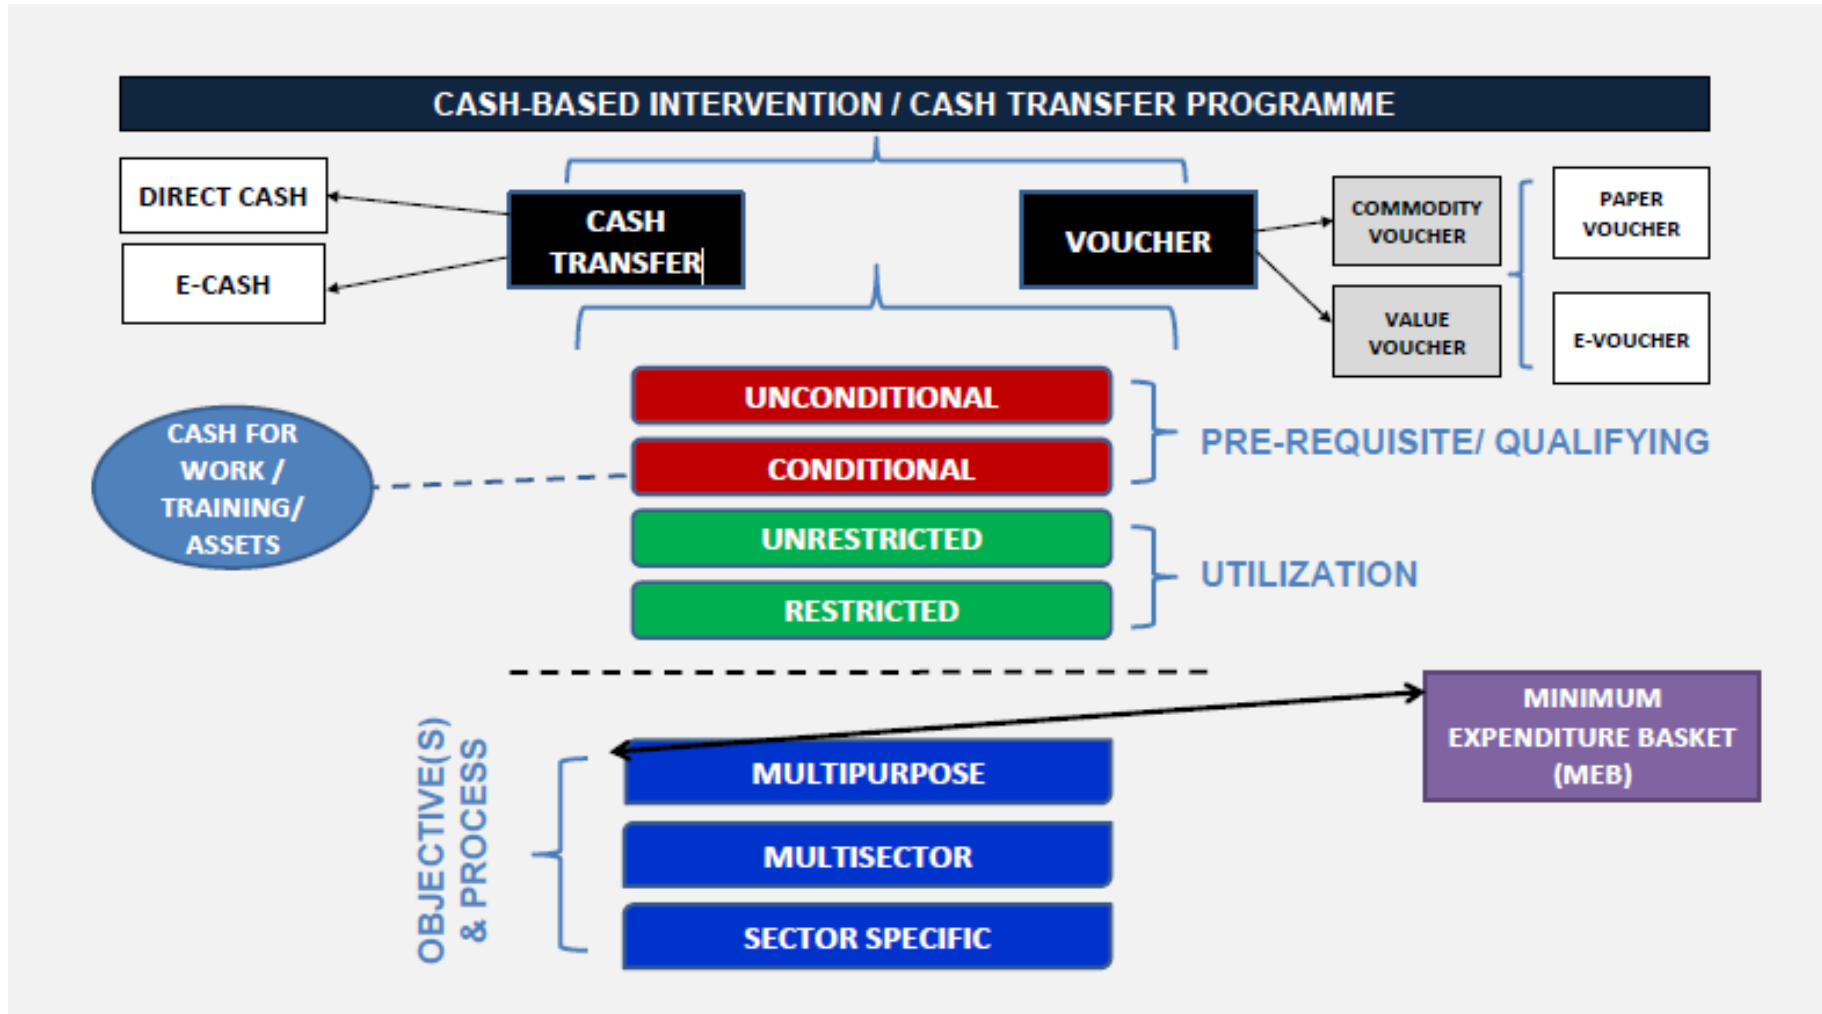 CASH-BASED INTERVENTION / CASH TRANSFER PROGRAMME
DIRECT CASH
E-CASH
CASH
TRANSFER
VOUCHER
COMMODITY
VOUCHER
VALUE
VOUCHER
PAPER
VOUCHER
E-VOUCHER
UNCONDITIONAL
CONDITIONAL
PRE-REQUISITE/ QUALIFYING
CASH FOR
WORK /
TRAINING/
ASSETS
UNRESTRICTED
RESTRICTED
UTILIZATION
MINIMUM
EXPENDITURE BASKET
(MEB)
OBJECTIVE(S)
& PROCESS
MULTIPURPOSE
MULTISECTOR
SECTOR SPECIFIC